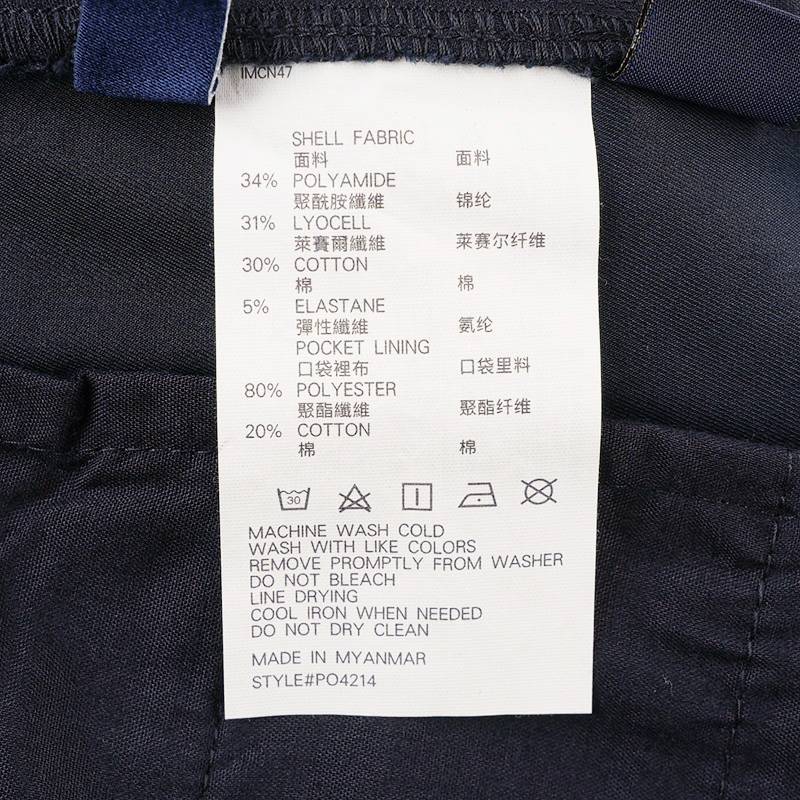 IMCN47
SHELL FABRIC
面料 面料
34% POLYAMIDE
聚酰胺纖維 锦纶
31% LYOCELL
萊賽爾纖維 莱赛尔纤维
30% COTTON
棉 棉
5% ELASTANE
彈性纖維 氨纶
POCKET LINING
口袋裡布 口袋里料
80% POLYESTER
聚酯纖維 聚酯纤维
20% COTTON
棉 棉
30
MACHINE WASH COLD
WASH WITH LIKE COLORS
REMOVE PROMPTLY FROM WASHER
DO NOT BLEACH
LINE DRYING
COOL IRON WHEN NEEDED
DO NOT DRY CLEAN
MADE IN MYANMAR
STYLE#PO4214